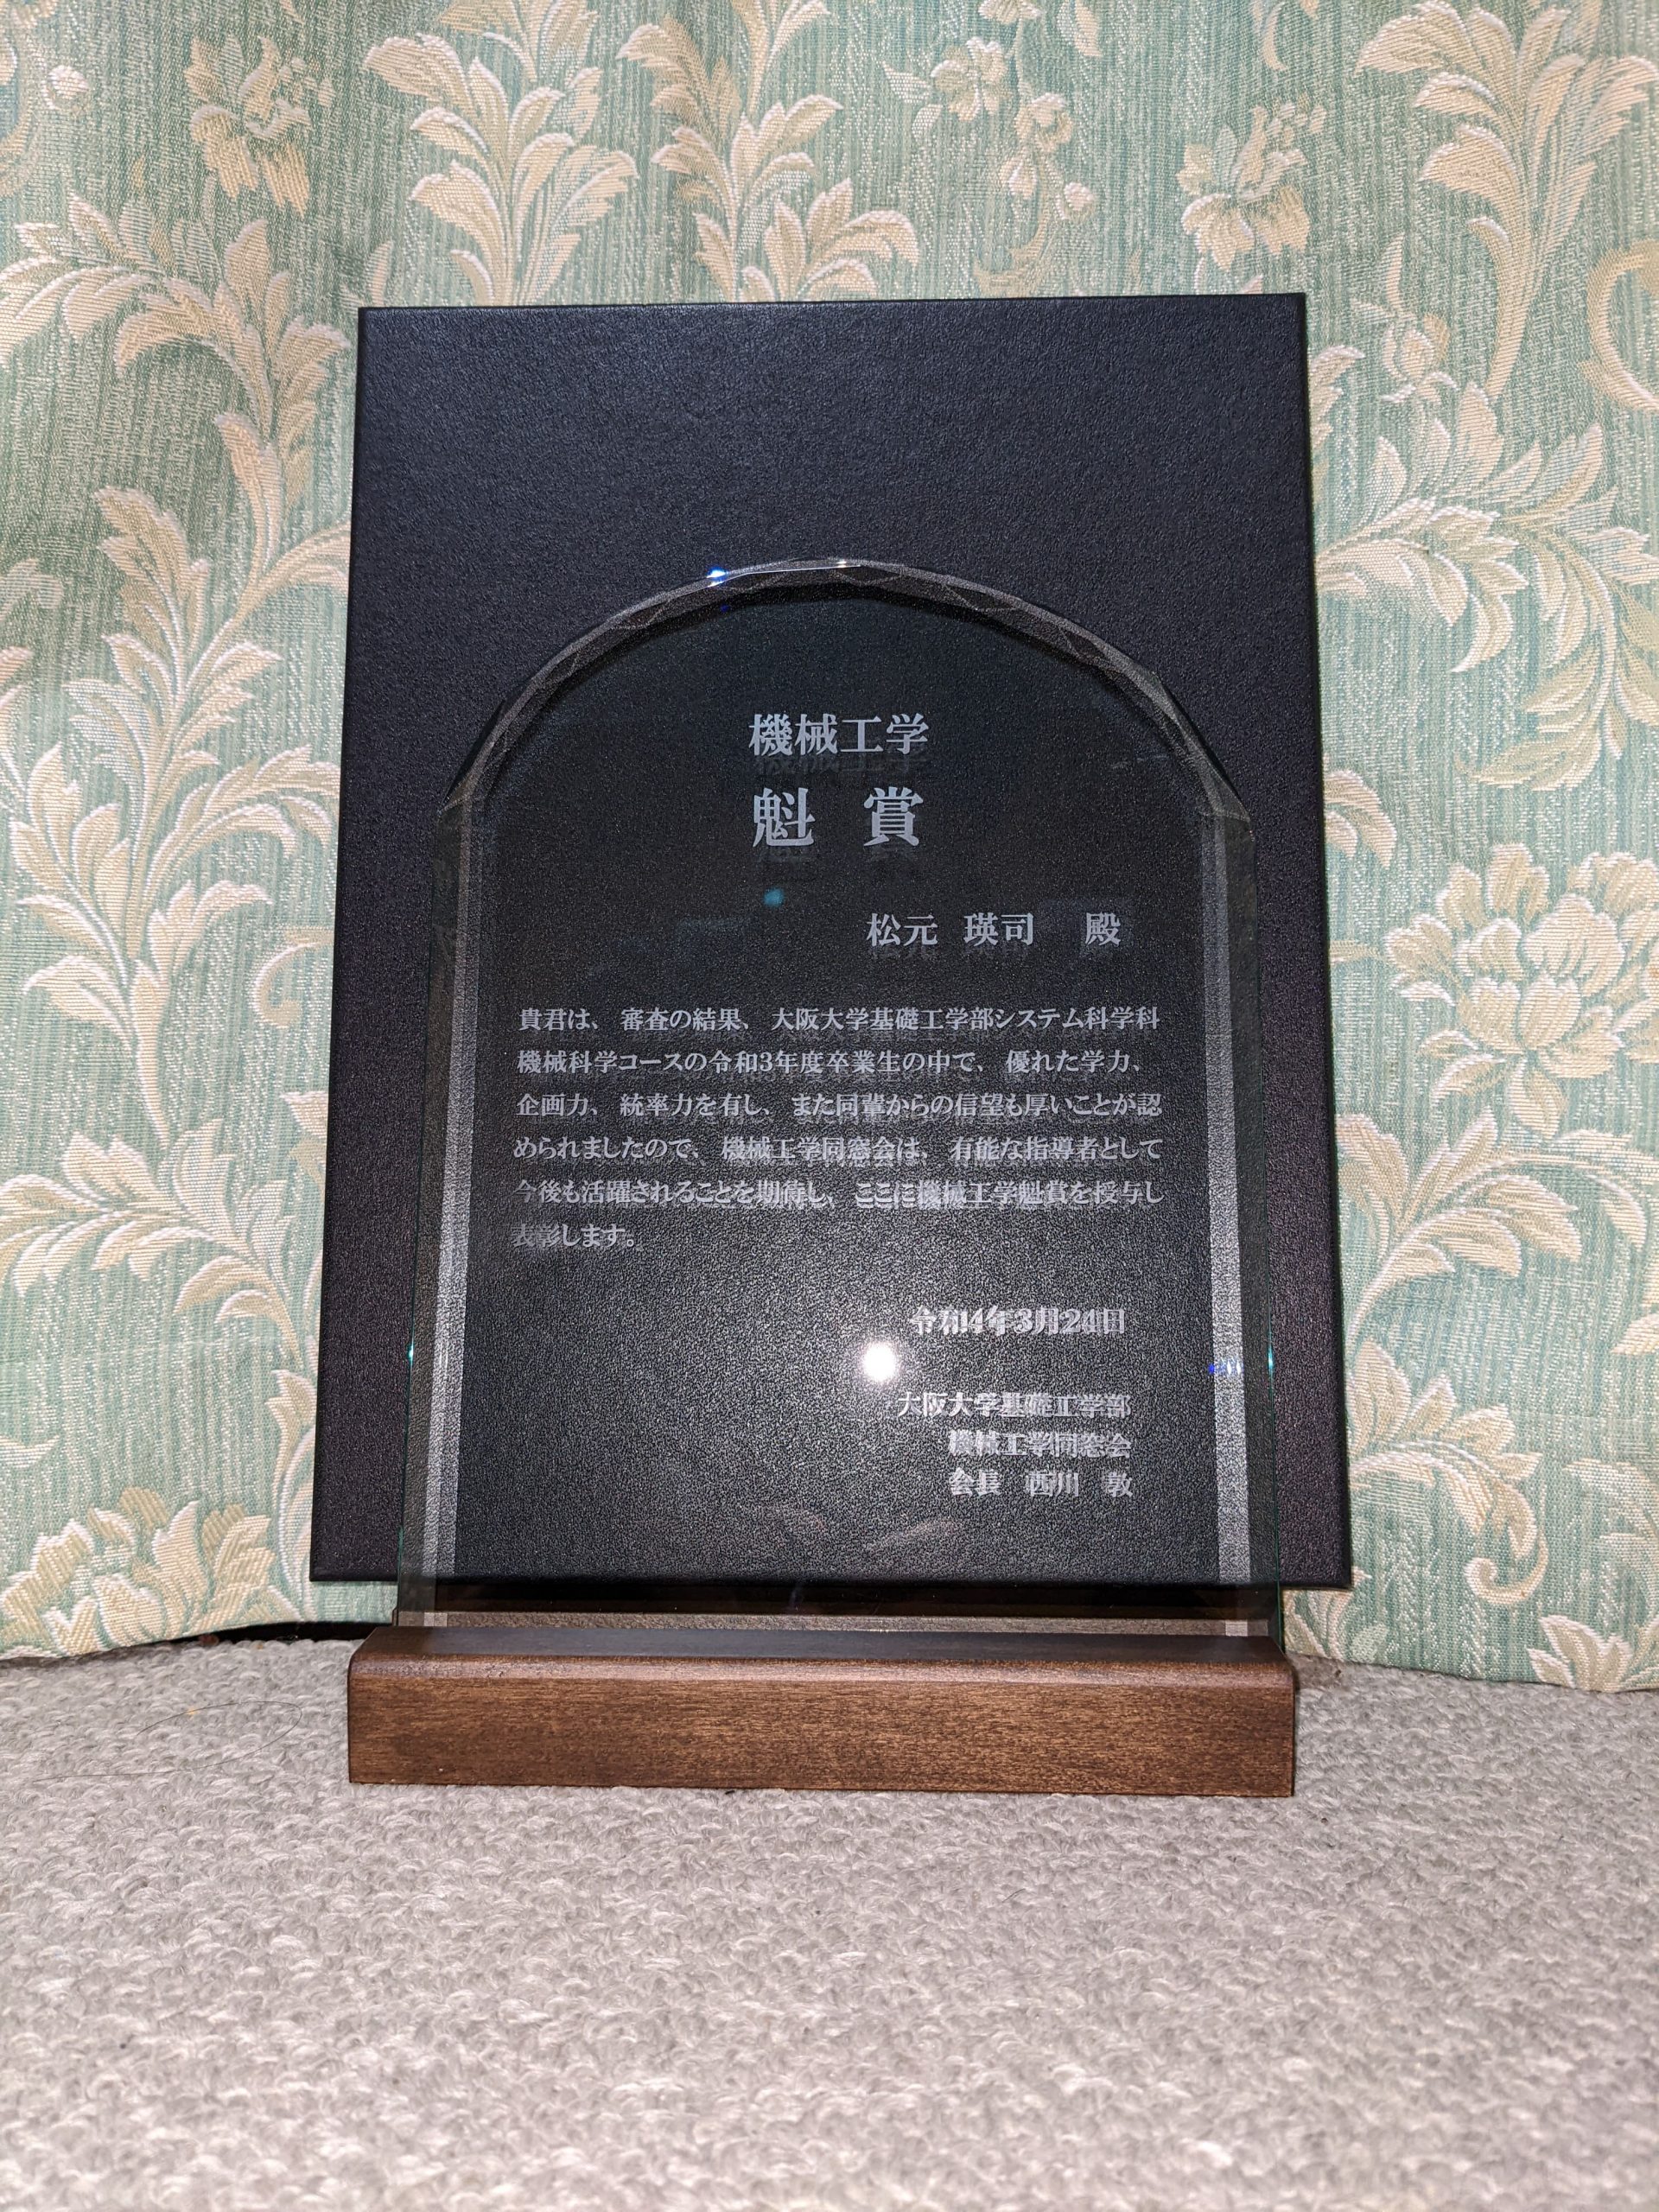 機械工学
魁 賞
松元 瑛司 殿
貴君は、審査の結果、大阪大学基礎工学部システム科学科
機械科学コースの令和3年度卒業生の中で、優れた学力、
企画力、統率力を有し、また同輩からの信望も厚いことが認
められましたので、機械工学同窓会は、有能な指導者として
今後も活躍されることを期待し、ここに機械工学魁賞を授与し
表彰します。
令和4年3月24日
大阪大学基礎工学部
機械工学同窓会
会長 西川 敦